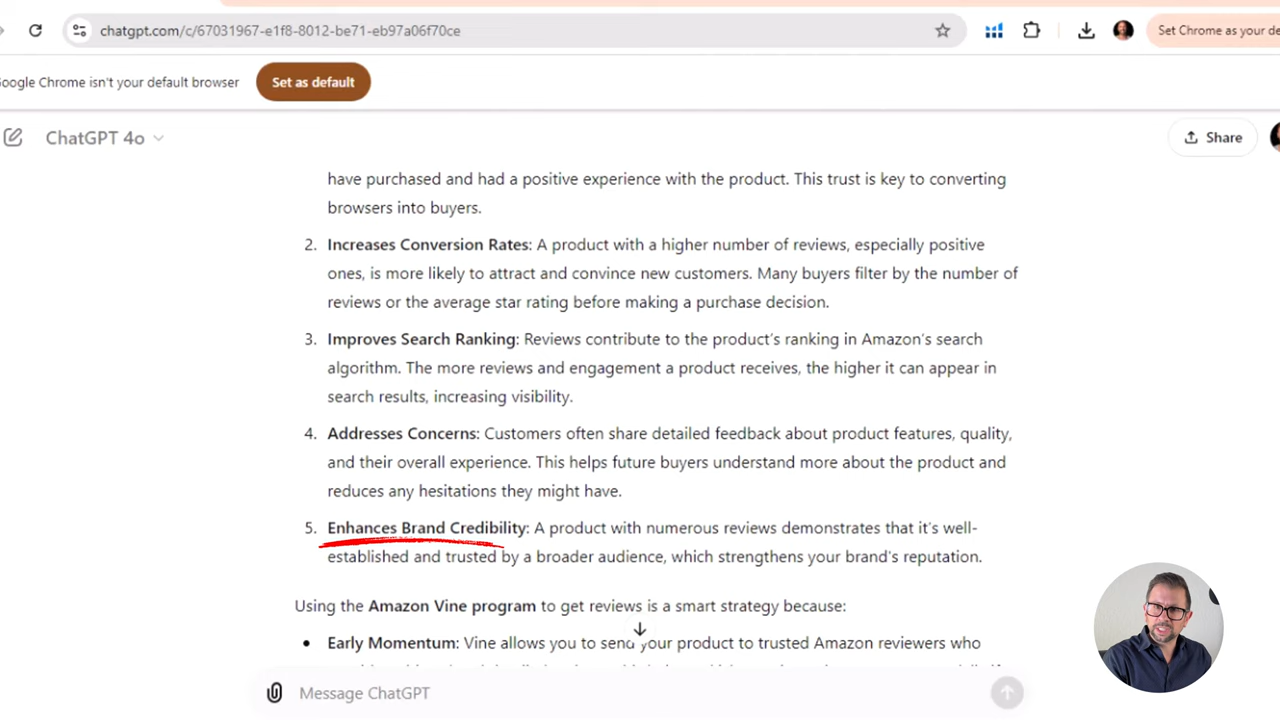 chatgpt.com/c/67031967-e1f8-8012-be71-eb97a06f70ce
Set Chrome as your de
Google Chrome isn't your default browser
Set as default
ChatGPT 4o
Share
have purchased and had a positive experience with the product. This trust is key to converting
browsers into buyers.
2. Increases Conversion Rates: A product with a higher number of reviews, especially positive
ones, is more likely to attract and convince new customers. Many buyers filter by the number of
reviews or the average star rating before making a purchase decision.
3. Improves Search Ranking: Reviews contribute to the product's ranking in Amazon's search
algorithm. The more reviews and engagement a product receives, the higher it can appear in
search results, increasing visibility.
4. Addresses Concerns: Customers often share detailed feedback about product features, quality,
and their overall experience. This helps future buyers understand more about the product and
reduces any hesitations they might have.
5. Enhances Brand Credibility: A product with numerous reviews demonstrates that it's well-
established and trusted by a broader audience, which strengthens your brand's reputation.
Using the Amazon Vine program to get reviews is a smart strategy because:
• Early Momentum: Vine allows you to send your product to trusted Amazon reviewers who
Message ChatGPT